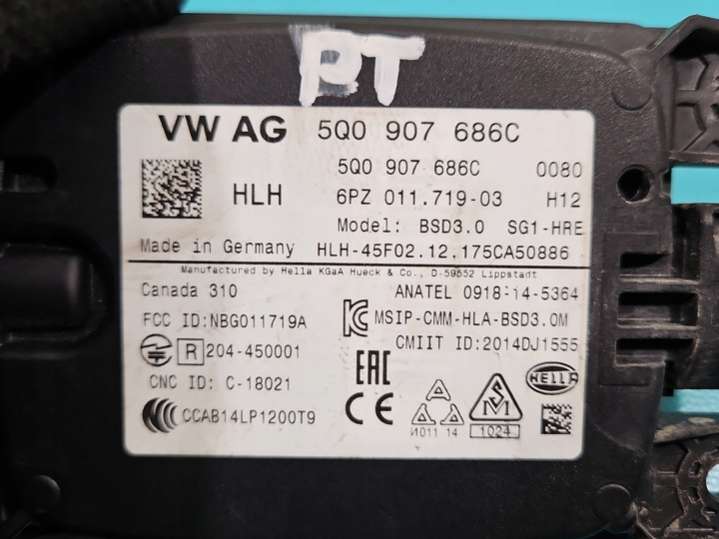 PT
VW AG 5Q0 907 686C
5Q0 907 686C 0080
HLH 6PZ 011.719-03 H12
Model: BSD3.0 SG1-HRE
Made in Germany HLH-45F02.12.175CA50886
Manufactured by Hella KGaA Hueck & Co., D-59552 Lippstadt
Canada 310 ANATEL 0918-14-5364
FCC ID:NBG011719A MSIP-CMM-HLA-BSD3.0M
R 204-450001 CMIIT ID:2014DJ1555
CNC ID: C-18021 EAC HELLA
CCAB14LP1200T9 CE И011 14 SM 1024